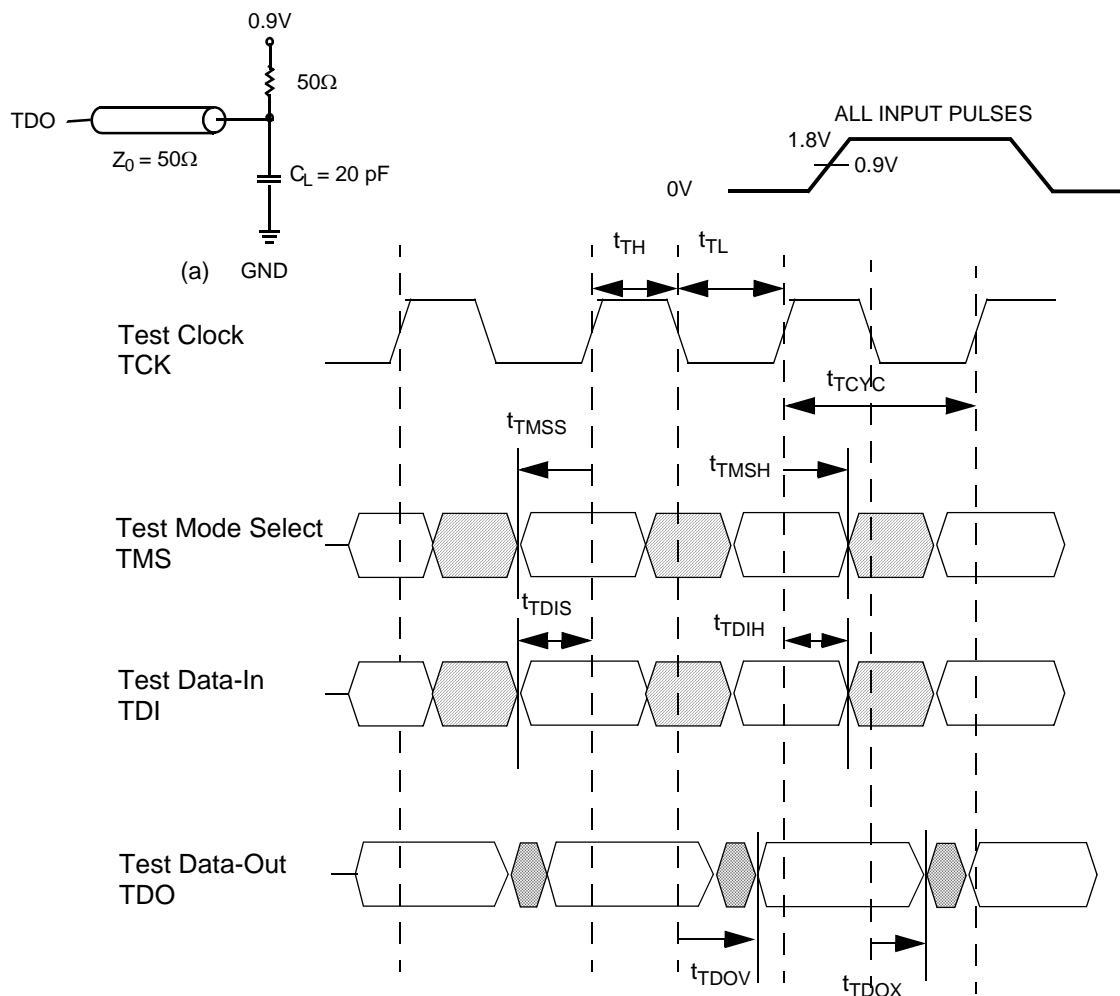 0.9V
50Ω
TDO
Z0 = 50Ω
CL = 20 pF
(a) GND
ALL INPUT PULSES
1.8V
0.9V
0V
tTH
tTL
Test Clock
TCK
tTCYC
tTMSS
tTMSH
Test Mode Select
TMS
tTDIS
tTDIH
Test Data-In
TDI
Test Data-Out
TDO
tTDOV
tTDOX